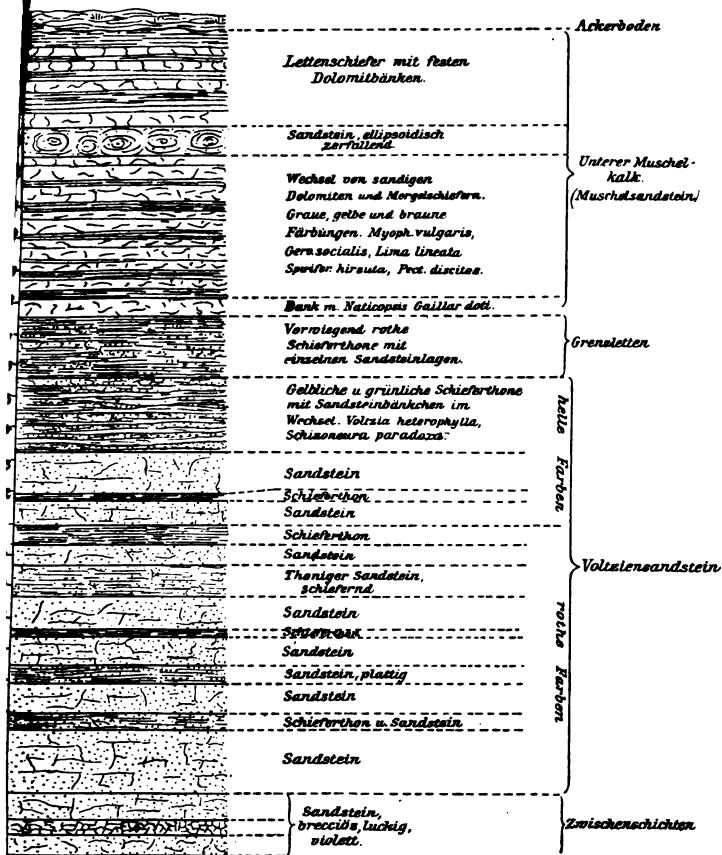 Ackerboden
Lettenschiefer mit festen
Dolomitbänken.
Sandstein, ellipsoidisch
zerfallend
Unterer Muschel-
kalk.
(Muschelsandstein)
Wechsel von sandigen
Dolomiten und Mergelschiefern.
Graue, gelbe und braune
Färbungen. Myoph. vulgaris,
Gerv. socialis, Lima lineata
Spirifer. hirsuta, Pect. discites.
Bank m. Naticopsis Gaillardoti.
Vorwiegend rothe
Schieferthone mit
einzelnen Sandsteinlagen.
Grenzletten
Gelbliche u grünliche Schieferthone
mit Sandsteinbänkchen im
Wechsel. Voltzia heterophylla,
Schizoneura paradoxa.
helle Farben
Sandstein
Schieferthon
Sandstein
Schieferthon
Sandstein
Voltziensandstein
Thoniger Sandstein,
schiefernd
Sandstein
Schieferthon
Sandstein
rothe Farben
Sandstein, plattig
Sandstein
Schieferthon u. Sandstein
Sandstein
Sandstein,
brecciös, luckig,
violett.
Zwischenschichten